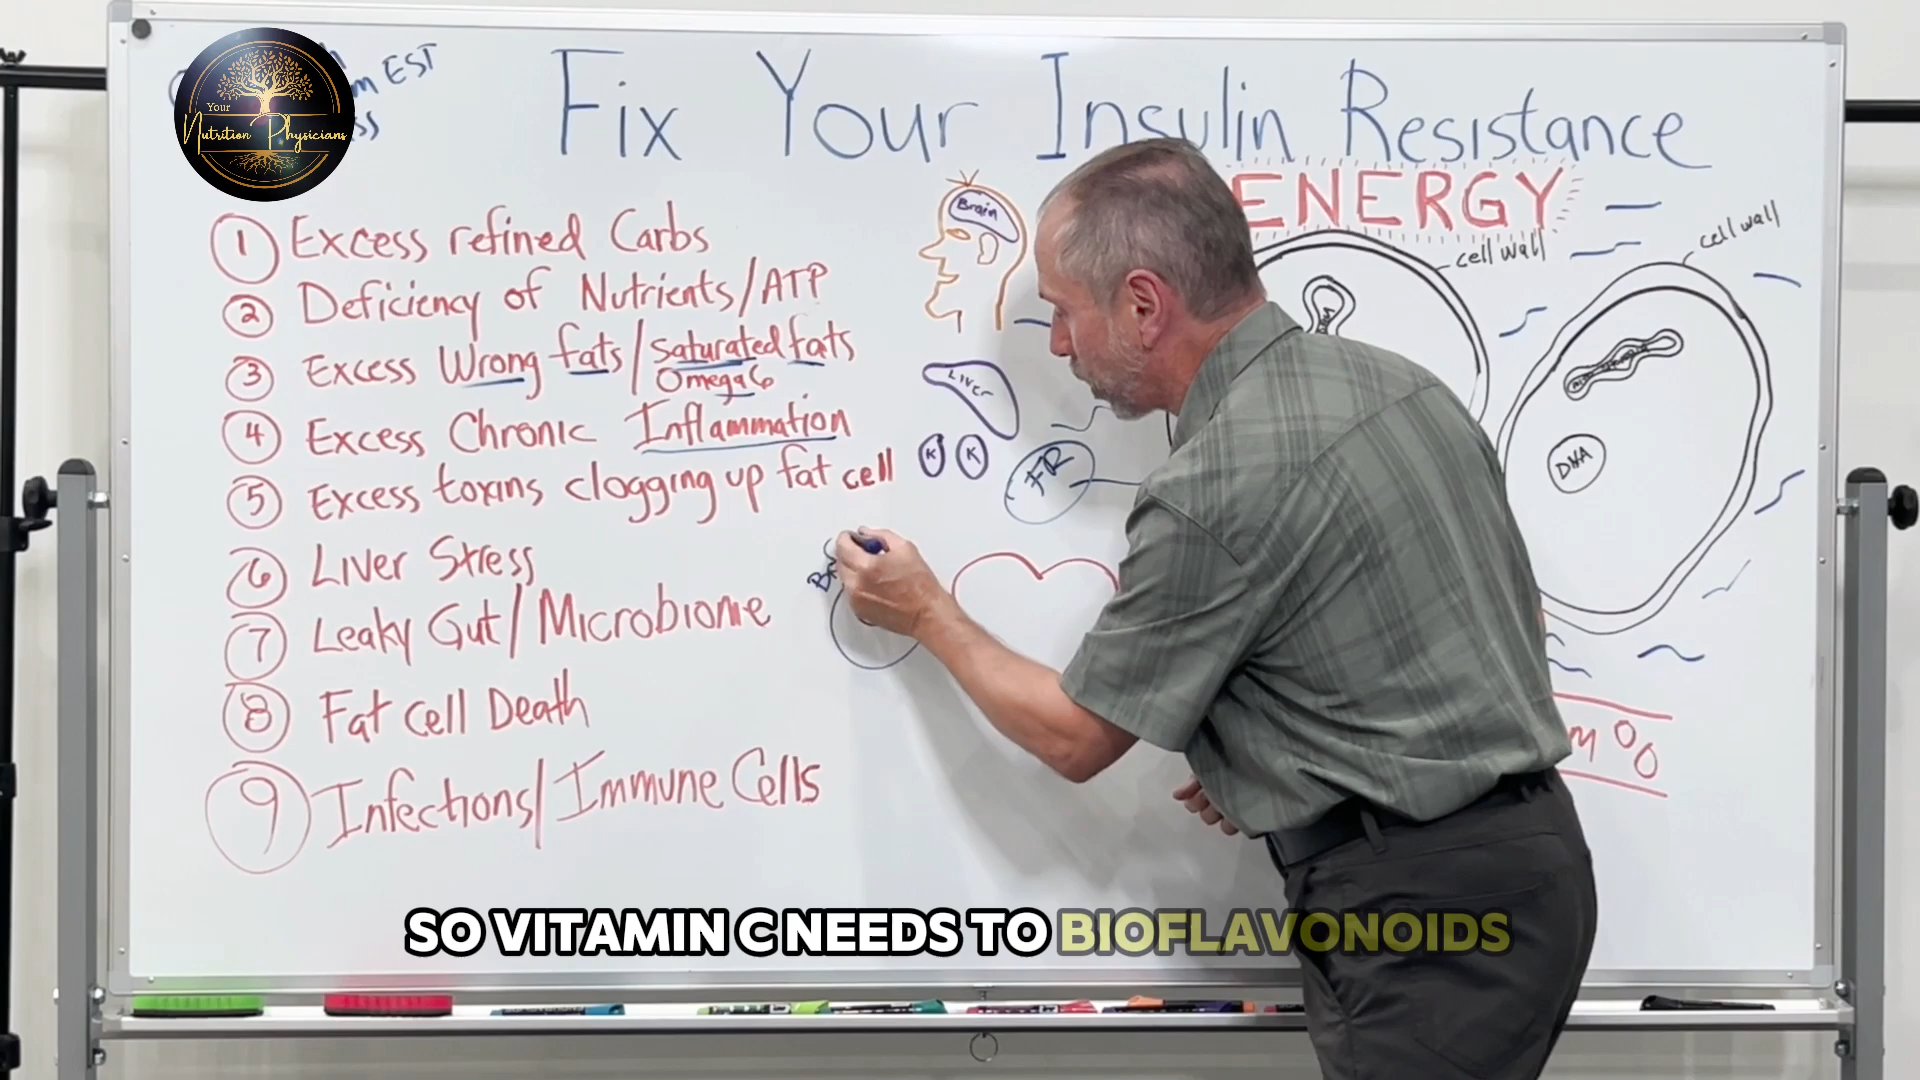 m EST
ss
Your
Nutrition Physicians
Fix Your Insulin Resistance
ENERGY
cell wall
cell wall
Brain
1 Excess refined Carbs
2 Deficiency of Nutrients/ATP
3 Excess Wrong fats/saturated fats
Omega 6
4 Excess Chronic Inflammation
5 Excess toxins clogging up fat cell
6 Liver Stress
7 Leaky Gut/Microbiome
8 Fat cell Death
9 Infections/Immune Cells
Liver
K K
FR
DNA
m %
SO VITAMIN C NEEDS TO BIOFLAVONOIDS